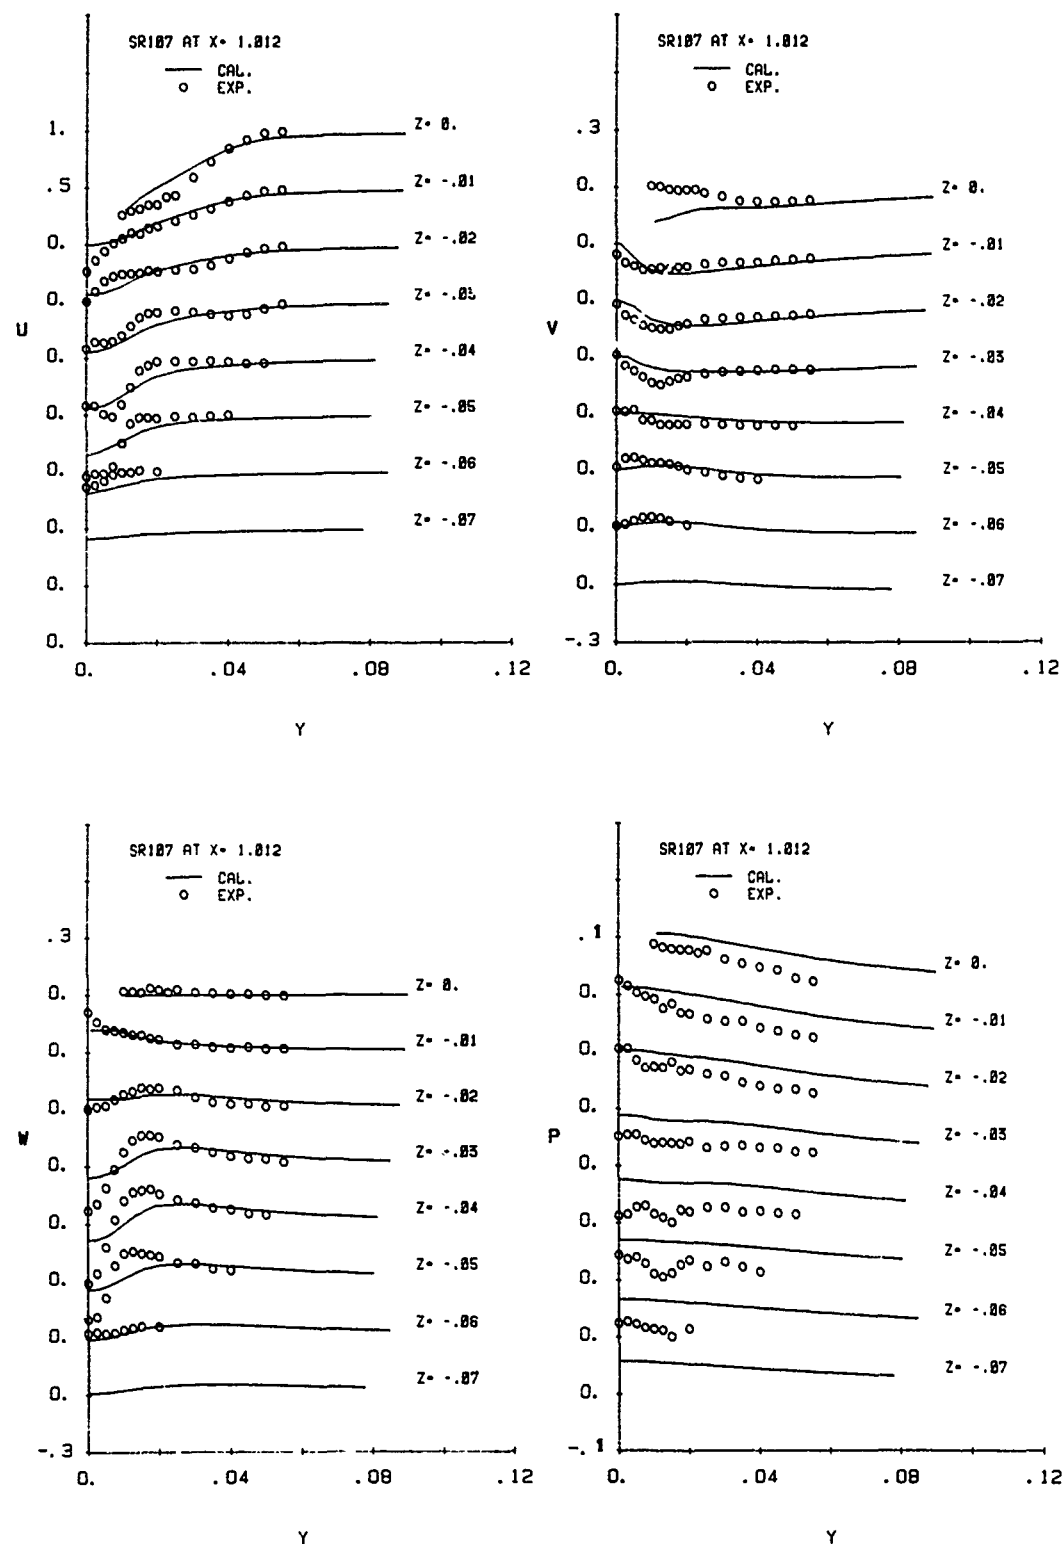 SR107 AT X= 1.012
CAL.
EXP.
1.
.5
0.
0.
0.
0.
0.
0.
0.
0.
U
Z= 0.
Z= -.01
Z= -.02
Z= -.03
Z= -.04
Z= -.05
Z= -.06
Z= -.07
0.
.04
.08
.12
Y
SR107 AT X= 1.012
CAL.
EXP.
.3
0.
0.
0.
0.
0.
0.
0.
0.
-.3
V
Z= 0.
Z= -.01
Z= -.02
Z= -.03
Z= -.04
Z= -.05
Z= -.06
Z= -.07
0.
.04
.08
.12
Y
SR107 AT X= 1.012
CAL.
EXP.
.3
0.
0.
0.
0.
0.
0.
0.
0.
-.3
W
Z= 0.
Z= -.01
Z= -.02
Z= -.03
Z= -.04
Z= -.05
Z= -.06
Z= -.07
0.
.04
.08
.12
Y
SR107 AT X= 1.012
CAL.
EXP.
.1
0.
0.
0.
0.
0.
0.
0.
0.
-.1
P
Z= 0.
Z= -.01
Z= -.02
Z= -.03
Z= -.04
Z= -.05
Z= -.06
Z= -.07
0.
.04
.08
.12
Y